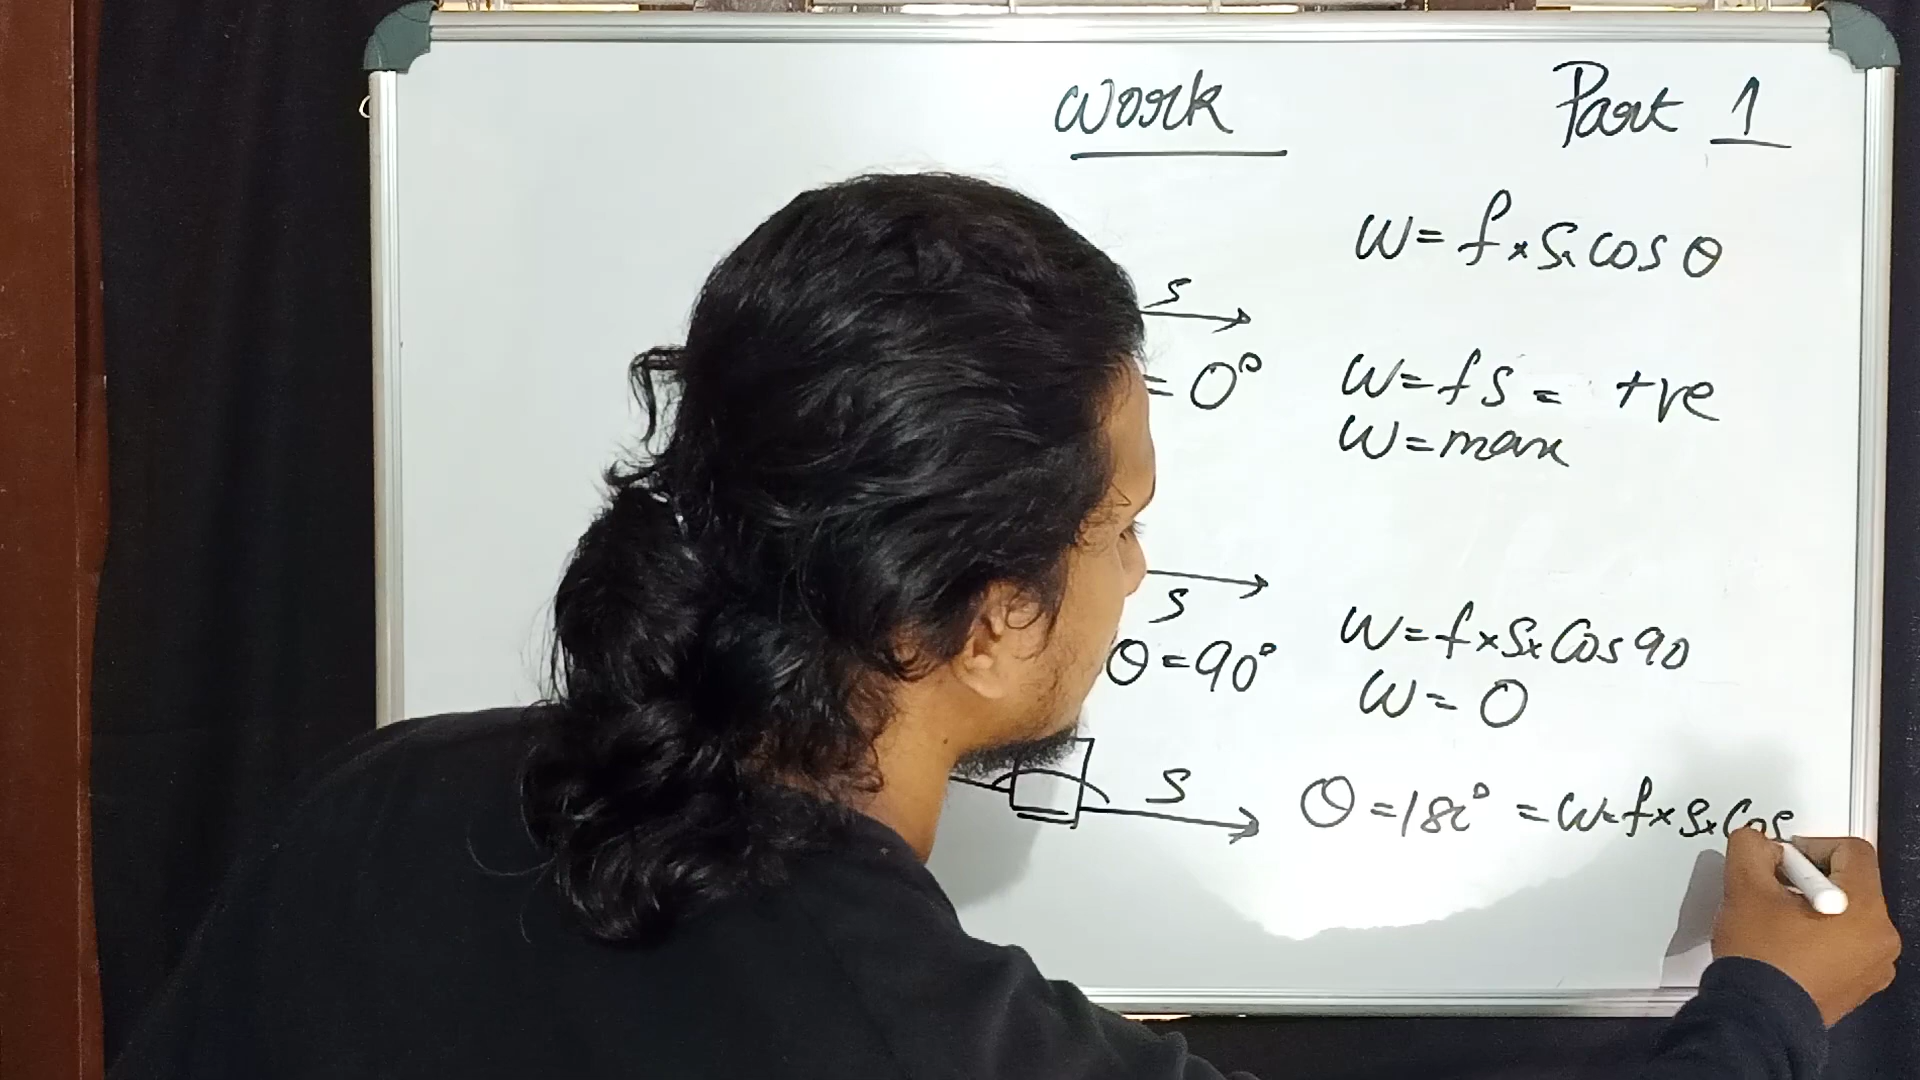 Work
Part 1
W = f × S × cos θ
S
= 0°
W = fS = +ve
W = max
S
θ = 90°
W = f × S × Cos 90
W = 0
S
θ = 180° = W = f × S × Cos